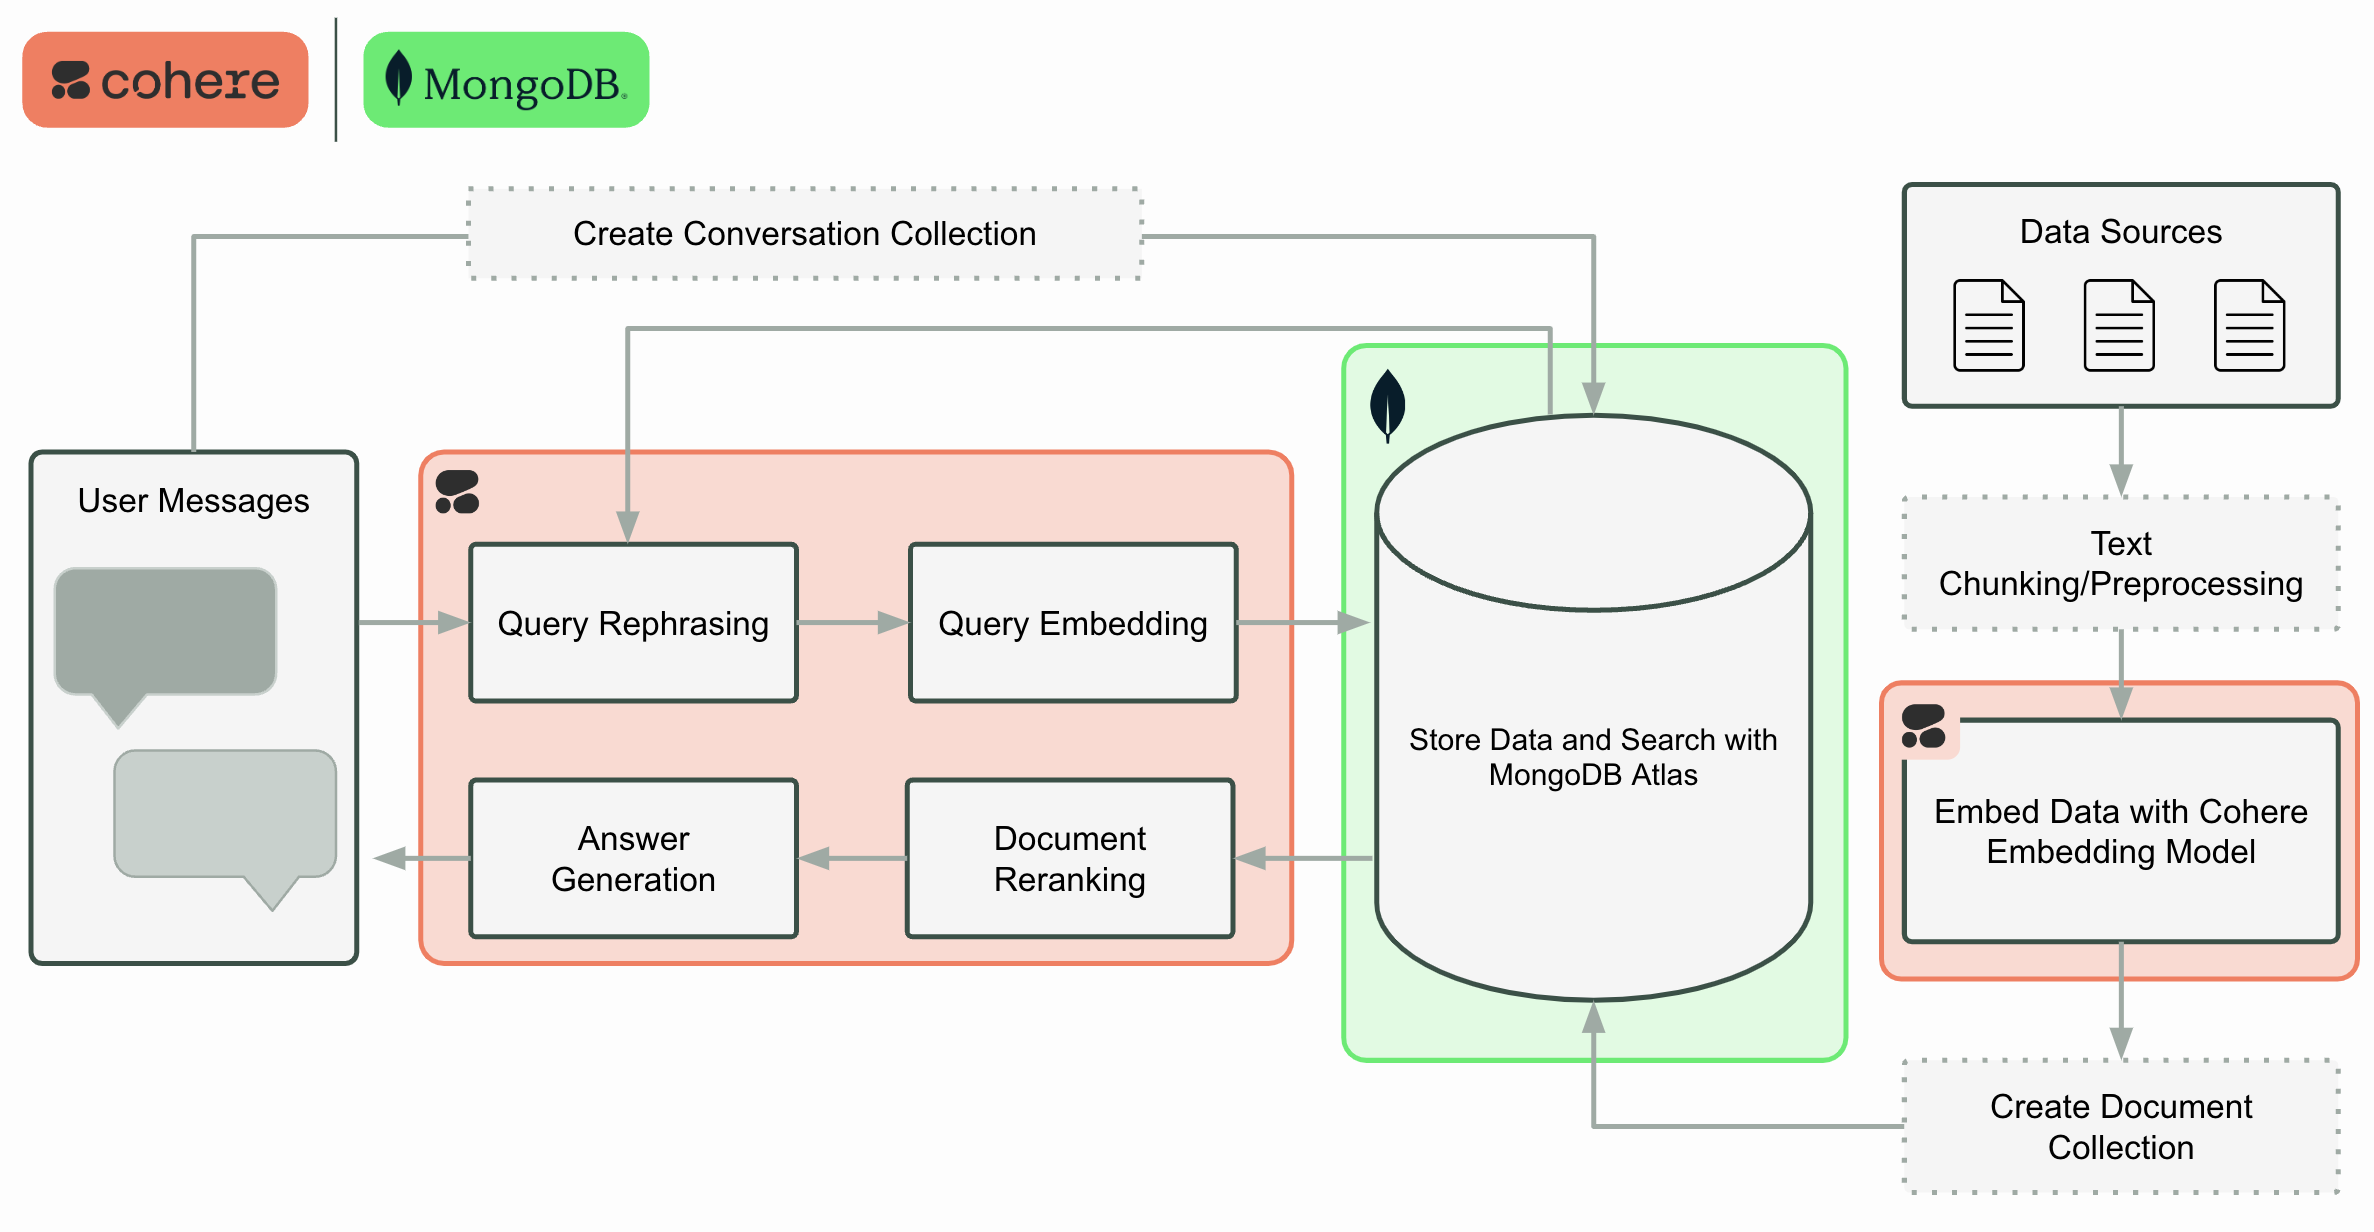 cohere
MongoDB®
Create Conversation Collection
Data Sources
User Messages
Text
Chunking/Preprocessing
Query Rephrasing
Query Embedding
Store Data and Search with
MongoDB Atlas
Answer
Generation
Document
Reranking
Embed Data with Cohere
Embedding Model
Create Document
Collection